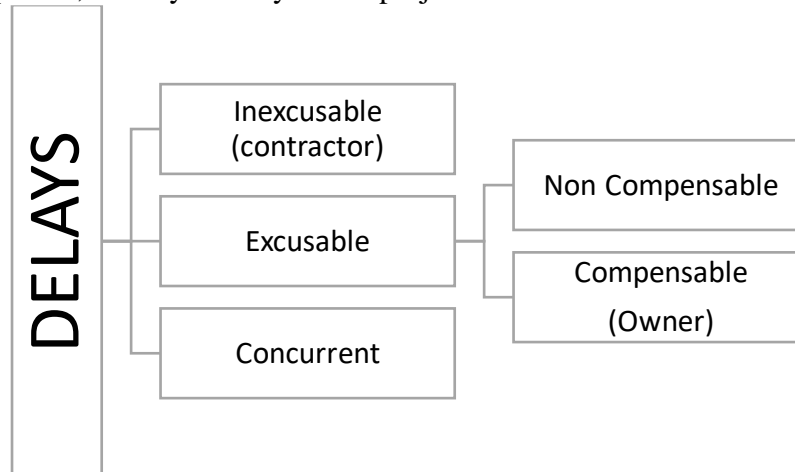 DELAYS
Inexcusable
(contractor)
Excusable
Concurrent
Non Compensable
Compensable
(Owner)